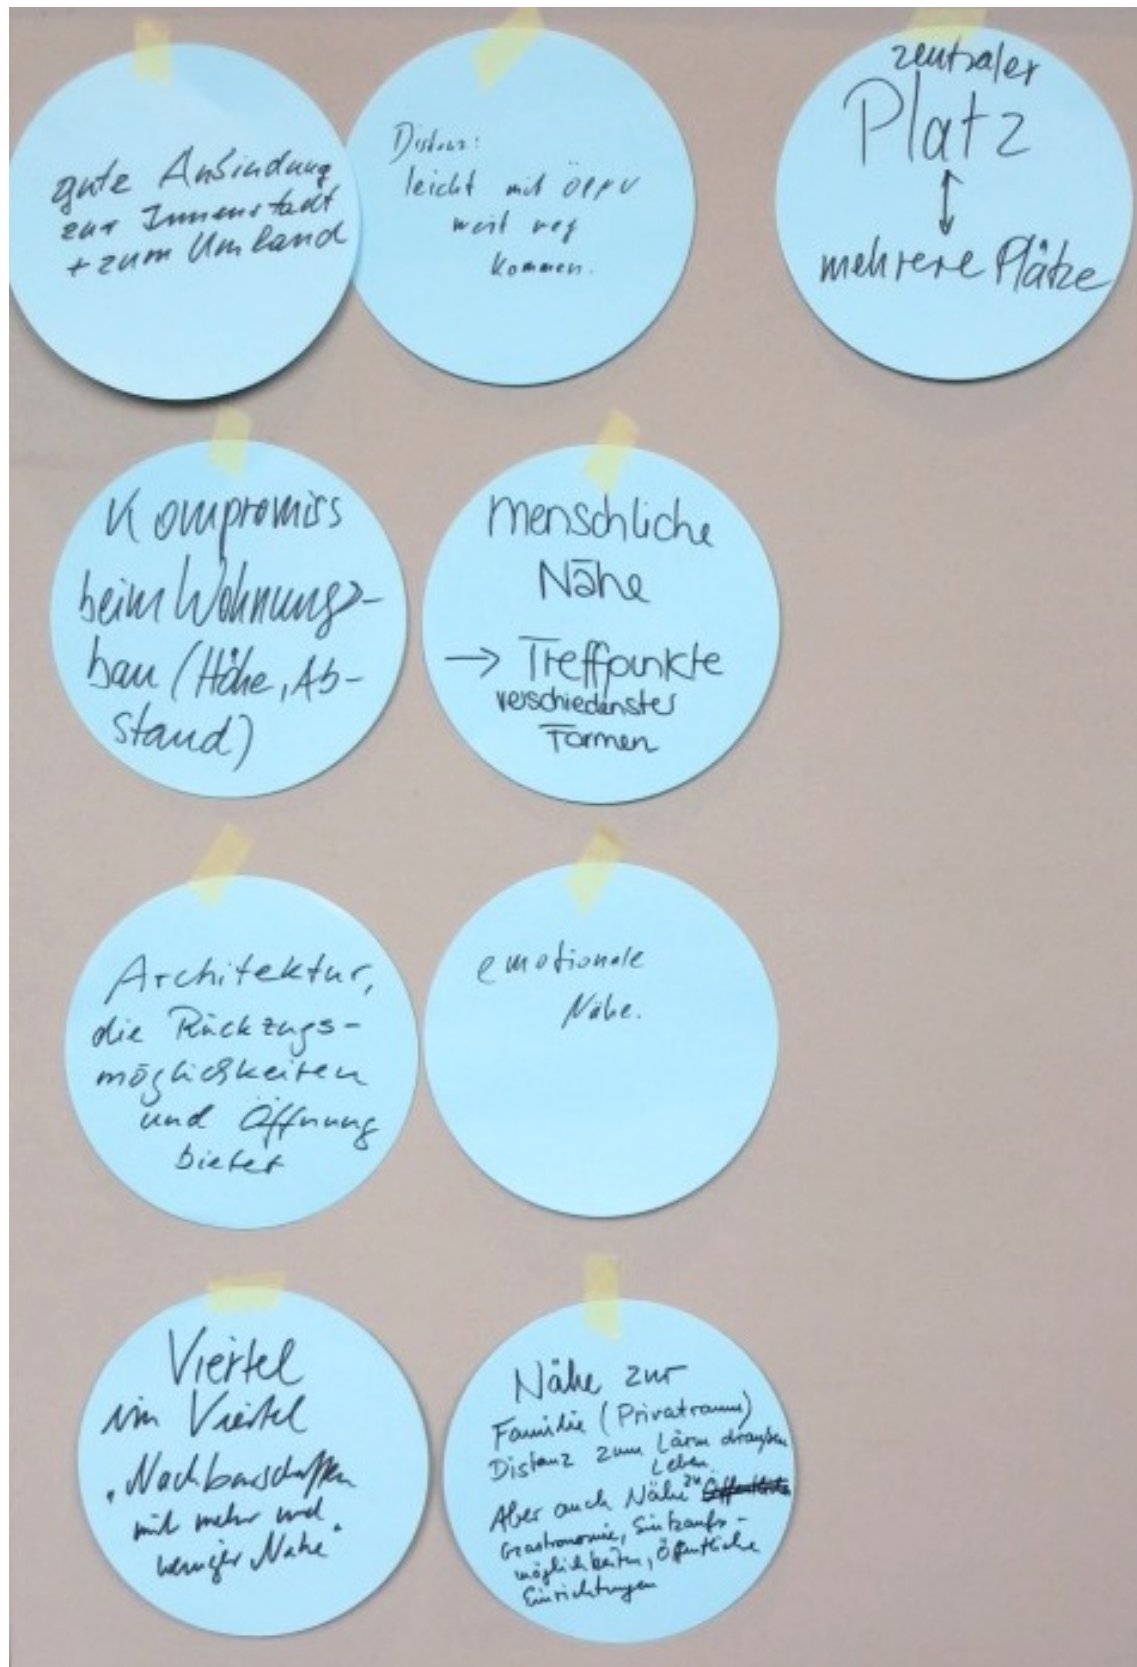 gute Anbindung
zur Innenstadt
+ zum Umland
Distanz:
leicht mit ÖPNV
weit weg
kommen.
zentraler
Platz
↕
mehrere Plätze
Kompromiss
beim Wohnungs-
bau (Höhe, Ab-
stand)
menschliche
Nähe
→ Treffpunkte
verschiedenster
Formen
Architektur,
die Rückzugs-
möglichkeiten
und Öffnung
bietet
emotionale
Nähe.
Viertel
im Viertel
"Nachbarschaften
mit mehr und
weniger Nähe"
Nähe zur
Familie (Privatraum)
Distanz zum Lärm draußen
Leben
Aber auch Nähe zu
Gastronomie, Einkaufs-
möglichkeiten, öffentliche
Einrichtungen